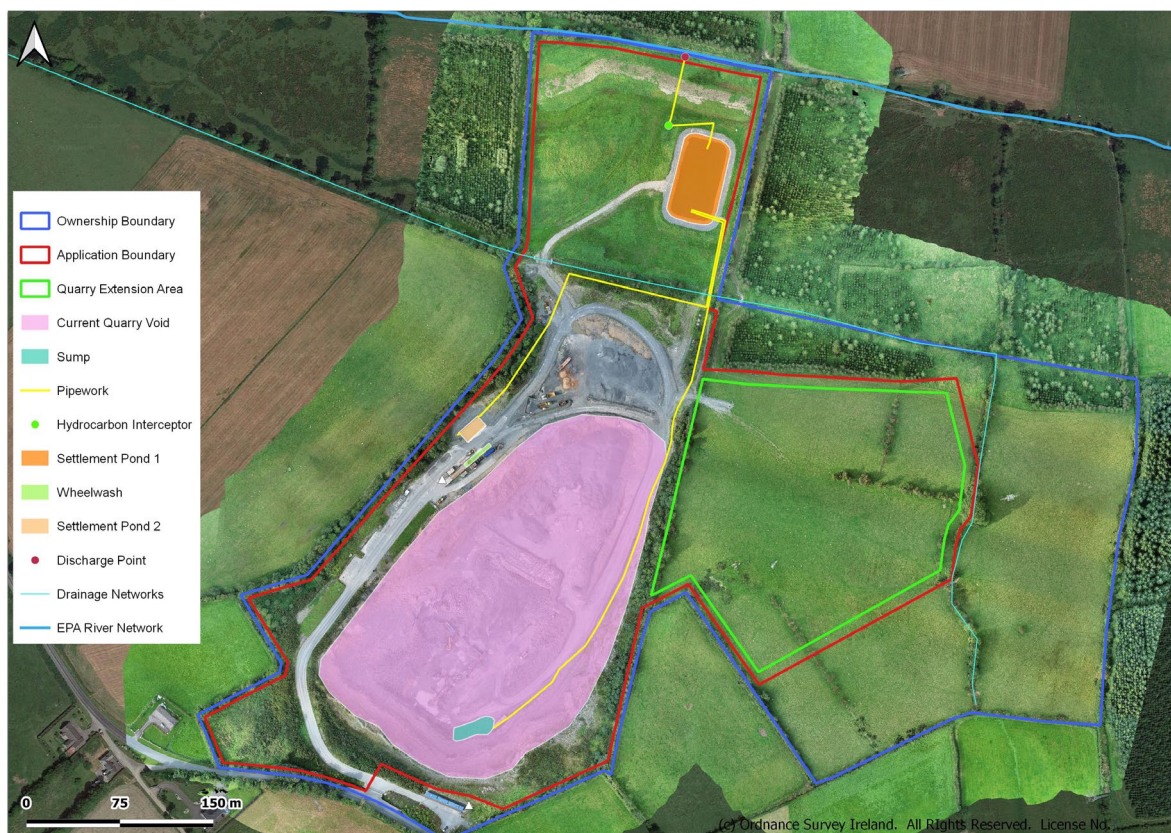 Ownership Boundary
Application Boundary
Quarry Extension Area
Current Quarry Void
Sump
Pipework
Hydrocarbon Interceptor
Settlement Pond 1
Wheelwash
Settlement Pond 2
Discharge Point
Drainage Networks
EPA River Network
0 75 150 m
(c) Ordnance Survey Ireland. All Rights Reserved. License No.